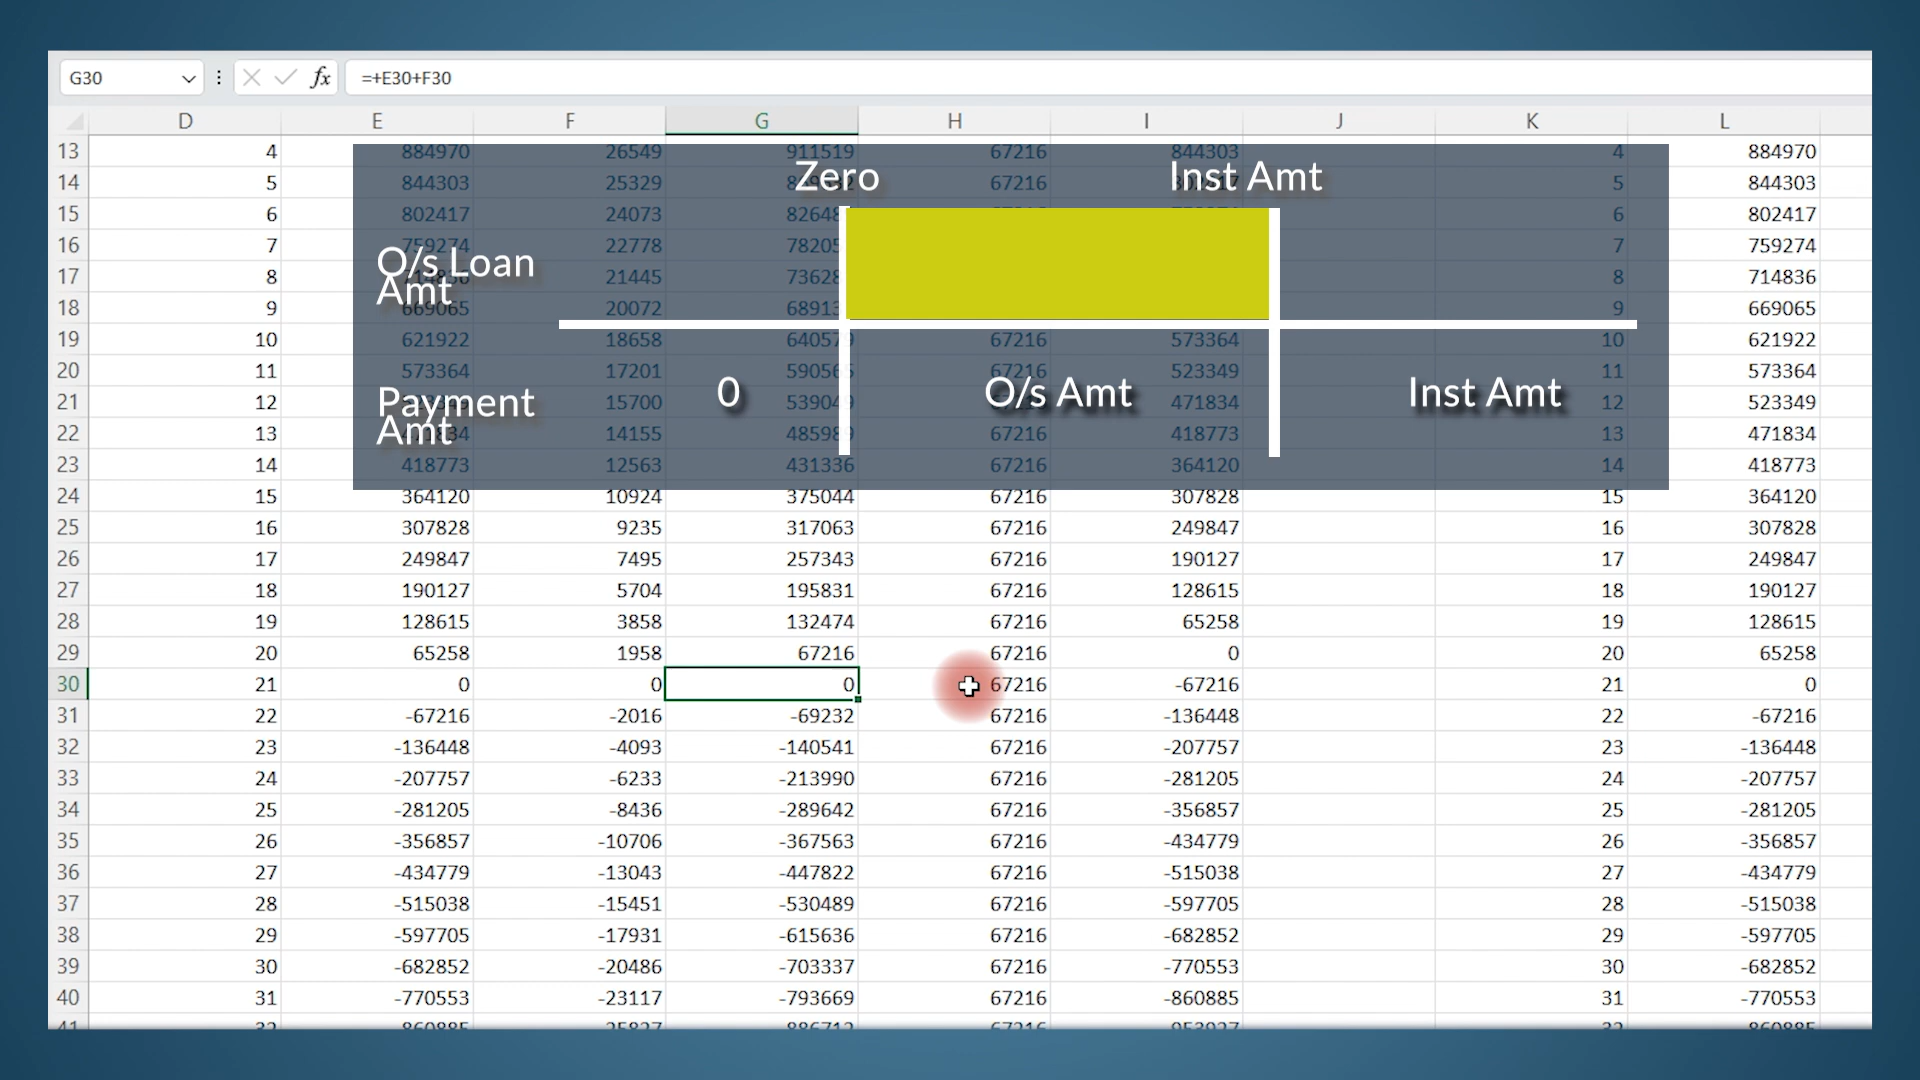 G30 fx =+E30+F30
D E F G H I J K L
13 4 884970 26549 911519 67216 844303 4 884970
Zero Inst Amt
14 5 844303 25329 5 844303
15 6 802417 24073 6 802417
16 7 759274 22778 7 759274
O/s Loan
17 8 714836 21445 8 714836
Amt
18 9 669065 20072 9 669065
19 10 621922 18658 640579 67216 573364 10 621922
20 11 573364 17201 67216 523349 11 573364
21 12 15700 471834 12 523349
Payment 0 O/s Amt Inst Amt
22 13 14155 485989 67216 418773 13 471834
Amt
23 14 418773 12563 431336 67216 364120 14 418773
24 15 364120 10924 375044 67216 307828 15 364120
25 16 307828 9235 317063 67216 249847 16 307828
26 17 249847 7495 257343 67216 190127 17 249847
27 18 190127 5704 195831 67216 128615 18 190127
28 19 128615 3858 132474 67216 65258 19 128615
29 20 65258 1958 67216 67216 0 20 65258
30 21 0 0 0 67216 -67216 21 0
31 22 -67216 -2016 -69232 67216 -136448 22 -67216
32 23 -136448 -4093 -140541 67216 -207757 23 -136448
33 24 -207757 -6233 -213990 67216 -281205 24 -207757
34 25 -281205 -8436 -289642 67216 -356857 25 -281205
35 26 -356857 -10706 -367563 67216 -434779 26 -356857
36 27 -434779 -13043 -447822 67216 -515038 27 -434779
37 28 -515038 -15451 -530489 67216 -597705 28 -515038
38 29 -597705 -17931 -615636 67216 -682852 29 -597705
39 30 -682852 -20486 -703337 67216 -770553 30 -682852
40 31 -770553 -23117 -793669 67216 -860885 31 -770553